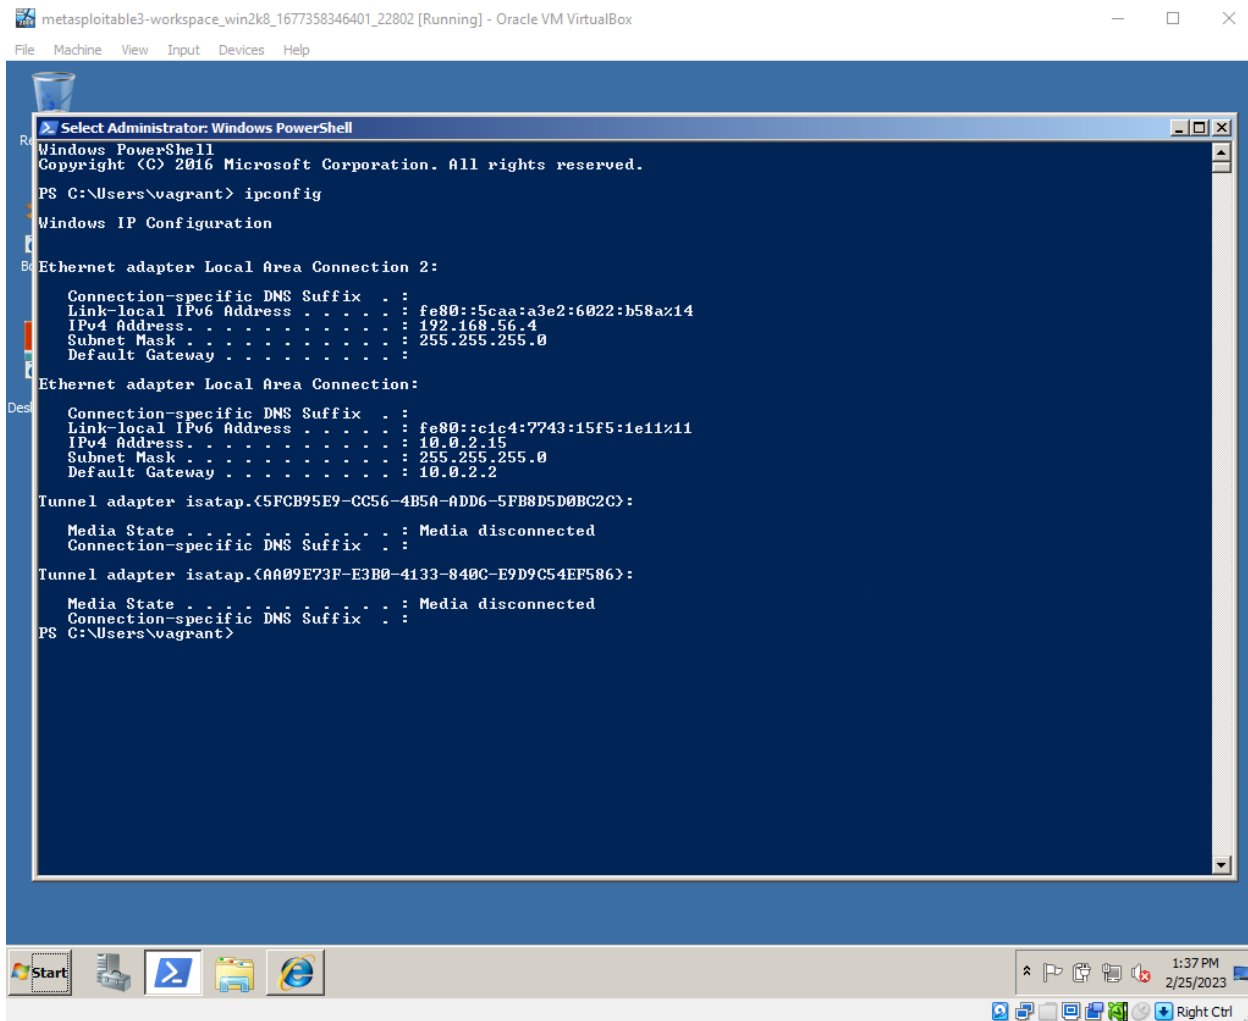 metasploitable3-workspace_win2k8_1677358346401_22802 [Running] - Oracle VM VirtualBox
File Machine View Input Devices Help
Select Administrator: Windows PowerShell
Windows PowerShell
Copyright (C) 2016 Microsoft Corporation. All rights reserved.
PS C:\Users\vagrant> ipconfig
Windows IP Configuration
Ethernet adapter Local Area Connection 2:
Connection-specific DNS Suffix . :
Link-local IPv6 Address . . . . . : fe80::5caa:a3e2:6022:b58a%14
IPv4 Address. . . . . . . . . . . : 192.168.56.4
Subnet Mask . . . . . . . . . . . : 255.255.255.0
Default Gateway . . . . . . . . . :
Ethernet adapter Local Area Connection:
Connection-specific DNS Suffix . :
Link-local IPv6 Address . . . . . : fe80::c1c4:7743:15f5:1e11%11
IPv4 Address. . . . . . . . . . . : 10.0.2.15
Subnet Mask . . . . . . . . . . . : 255.255.255.0
Default Gateway . . . . . . . . . : 10.0.2.2
Tunnel adapter isatap.{5FCB95E9-CC56-4B5A-ADD6-5FB8D5D0BC2C}:
Media State . . . . . . . . . . . : Media disconnected
Connection-specific DNS Suffix . :
Tunnel adapter isatap.{AA09E73F-E3B0-4133-840C-E9D9C54EF586}:
Media State . . . . . . . . . . . : Media disconnected
Connection-specific DNS Suffix . :
PS C:\Users\vagrant>
Start
1:37 PM
2/25/2023
Right Ctrl